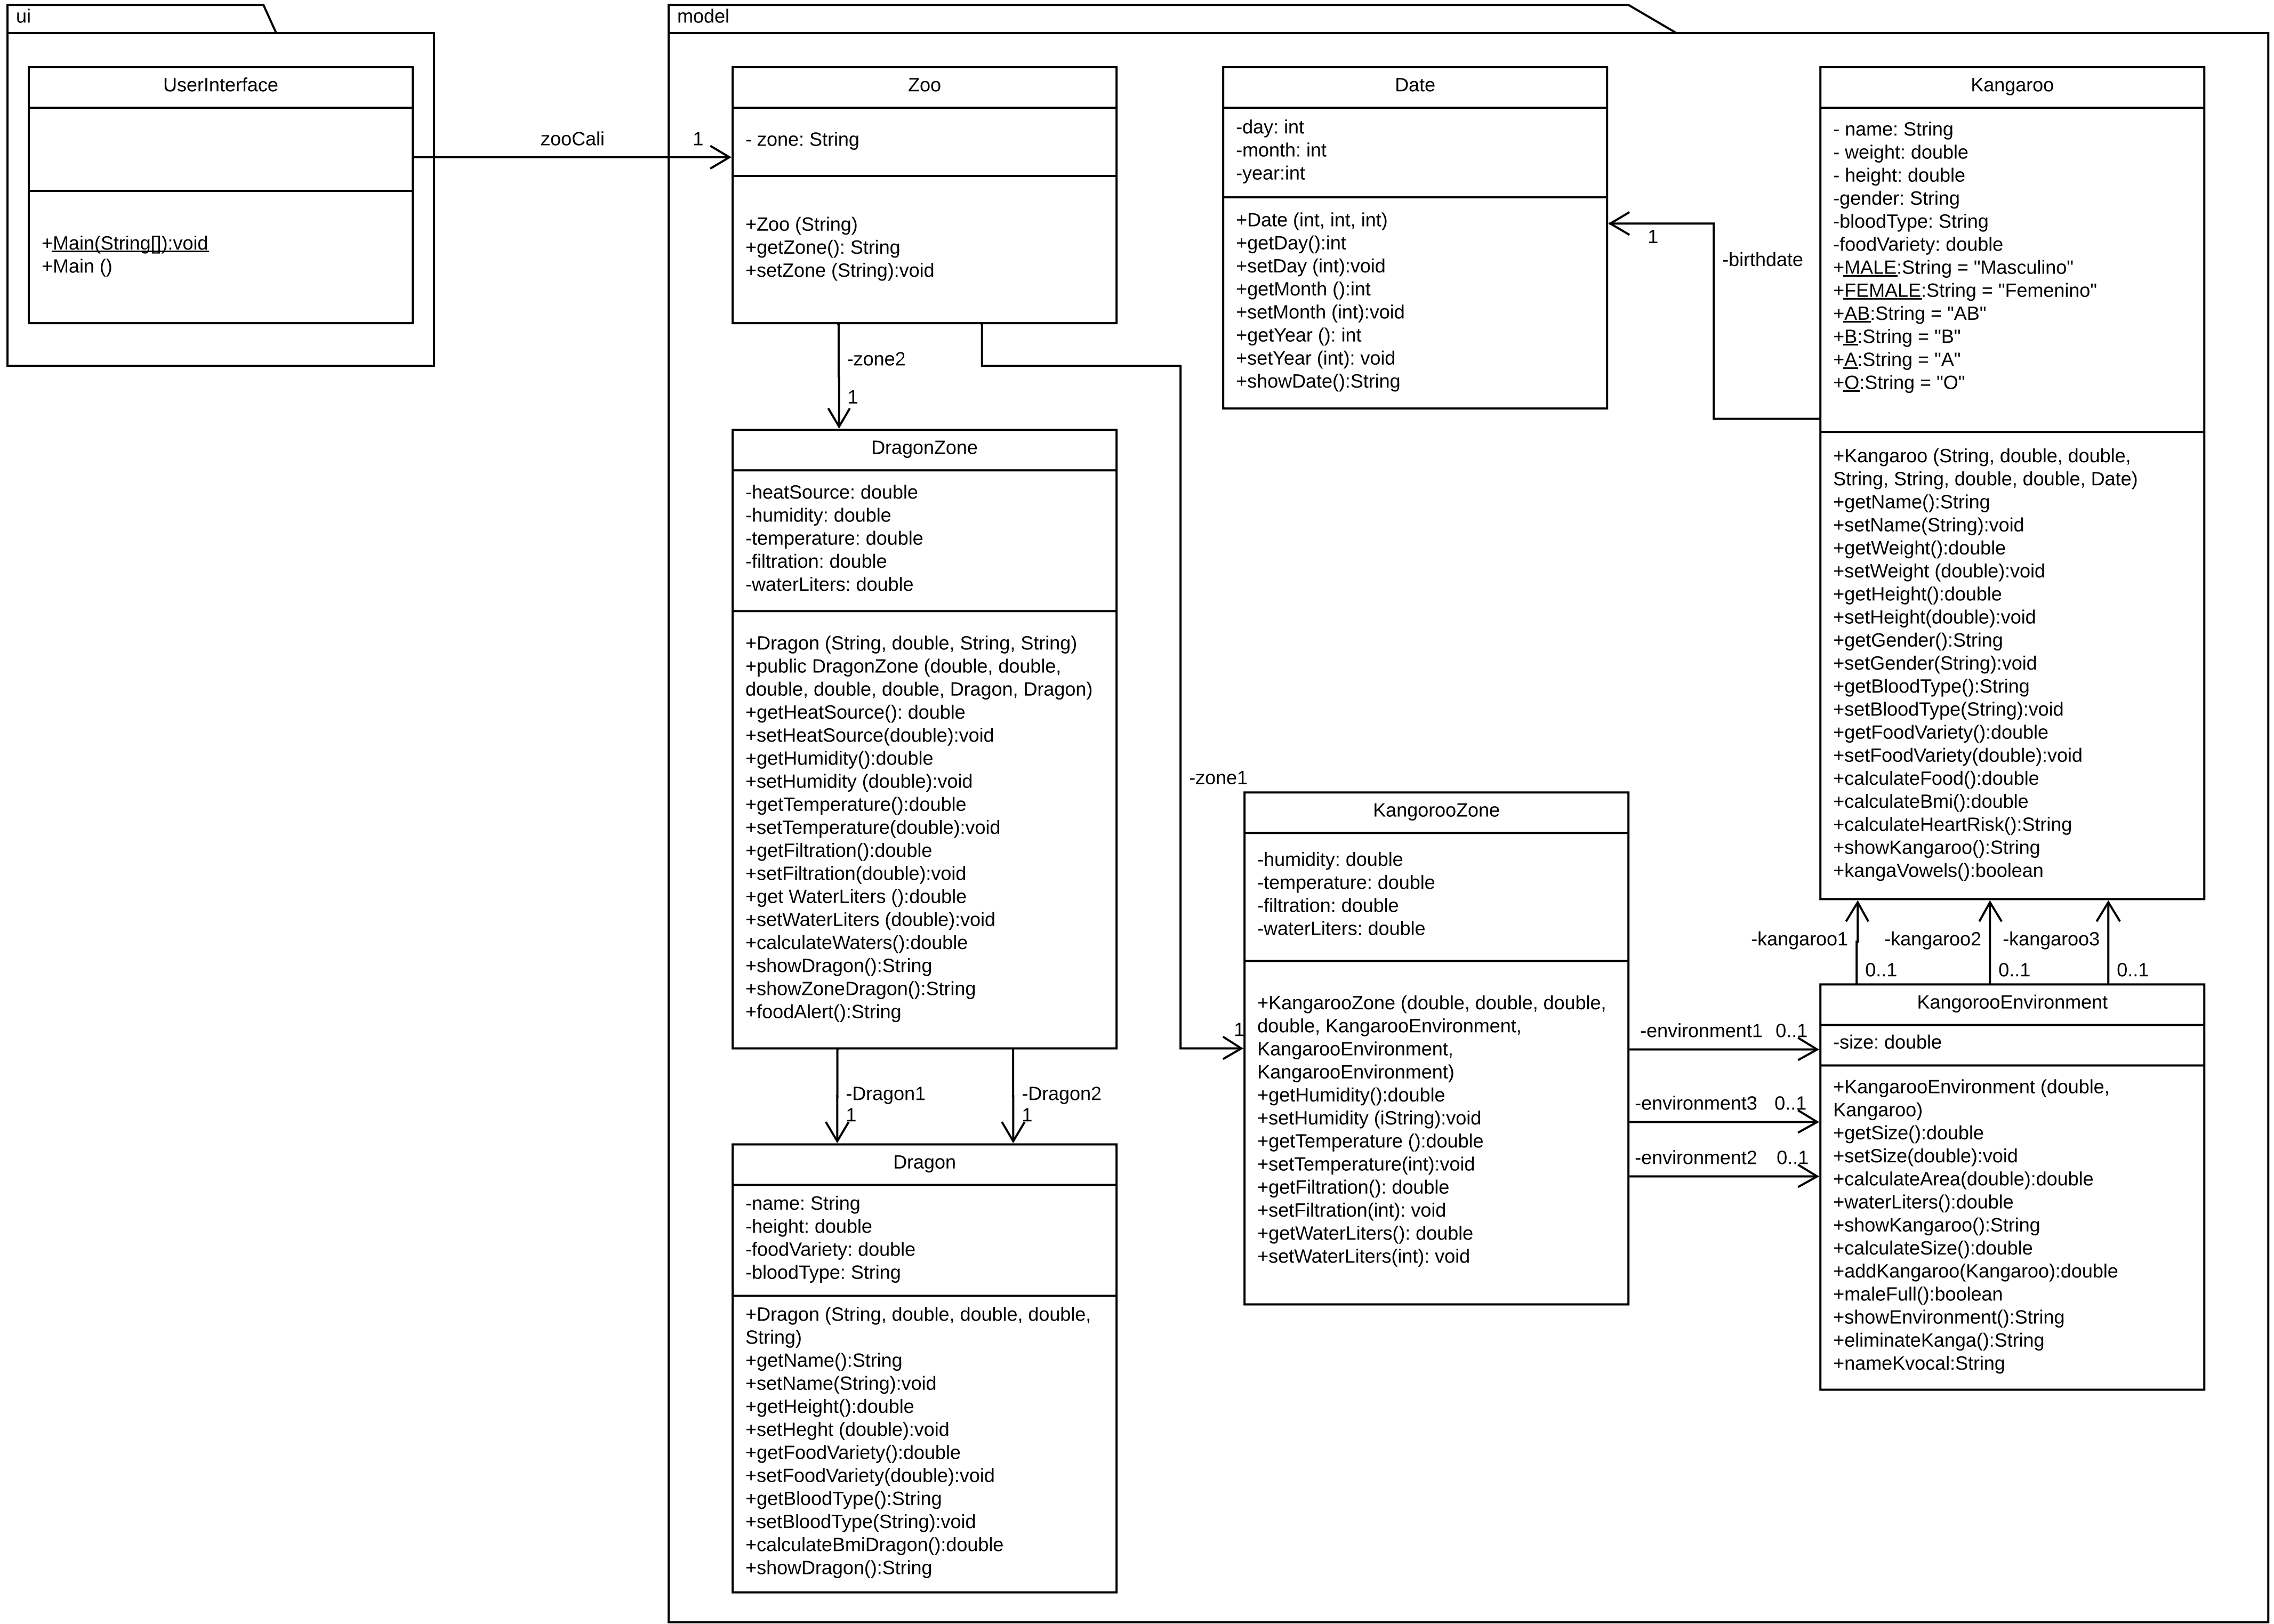 ui
UserInterface
+Main(String[]):void
+Main ()
zooCali
1
model
Zoo
- zone: String
+Zoo (String)
+getZone(): String
+setZone (String):void
-zone2
1
-zone1
1
Date
-day: int
-month: int
-year:int
+Date (int, int, int)
+getDay():int
+setDay (int):void
+getMonth ():int
+setMonth (int):void
+getYear (): int
+setYear (int): void
+showDate():String
1
-birthdate
Kangaroo
- name: String
- weight: double
- height: double
-gender: String
-bloodType: String
-foodVariety: double
+MALE:String = "Masculino"
+FEMALE:String = "Femenino"
+AB:String = "AB"
+B:String = "B"
+A:String = "A"
+O:String = "O"
+Kangaroo (String, double, double,
String, String, double, double, Date)
+getName():String
+setName(String):void
+getWeight():double
+setWeight (double):void
+getHeight():double
+setHeight(double):void
+getGender():String
+setGender(String):void
+getBloodType():String
+setBloodType(String):void
+getFoodVariety():double
+setFoodVariety(double):void
+calculateFood():double
+calculateBmi():double
+calculateHeartRisk():String
+showKangaroo():String
+kangaVowels():boolean
DragonZone
-heatSource: double
-humidity: double
-temperature: double
-filtration: double
-waterLiters: double
+Dragon (String, double, String, String)
+public DragonZone (double, double,
double, double, double, Dragon, Dragon)
+getHeatSource(): double
+setHeatSource(double):void
+getHumidity():double
+setHumidity (double):void
+getTemperature():double
+setTemperature(double):void
+getFiltration():double
+setFiltration(double):void
+get WaterLiters ():double
+setWaterLiters (double):void
+calculateWaters():double
+showDragon():String
+showZoneDragon():String
+foodAlert():String
-Dragon1
1
-Dragon2
1
Dragon
-name: String
-height: double
-foodVariety: double
-bloodType: String
+Dragon (String, double, double, double,
String)
+getName():String
+setName(String):void
+getHeight():double
+setHeght (double):void
+getFoodVariety():double
+setFoodVariety(double):void
+getBloodType():String
+setBloodType(String):void
+calculateBmiDragon():double
+showDragon():String
KangorooZone
-humidity: double
-temperature: double
-filtration: double
-waterLiters: double
+KangarooZone (double, double, double,
double, KangarooEnvironment,
KangarooEnvironment,
KangarooEnvironment)
+getHumidity():double
+setHumidity (iString):void
+getTemperature ():double
+setTemperature(int):void
+getFiltration(): double
+setFiltration(int): void
+getWaterLiters(): double
+setWaterLiters(int): void
-environment1 0..1
-environment3 0..1
-environment2 0..1
-kangaroo1 -kangaroo2 -kangaroo3
0..1 0..1 0..1
KangorooEnvironment
-size: double
+KangarooEnvironment (double,
Kangaroo)
+getSize():double
+setSize(double):void
+calculateArea(double):double
+waterLiters():double
+showKangaroo():String
+calculateSize():double
+addKangaroo(Kangaroo):double
+maleFull():boolean
+showEnvironment():String
+eliminateKanga():String
+nameKvocal:String